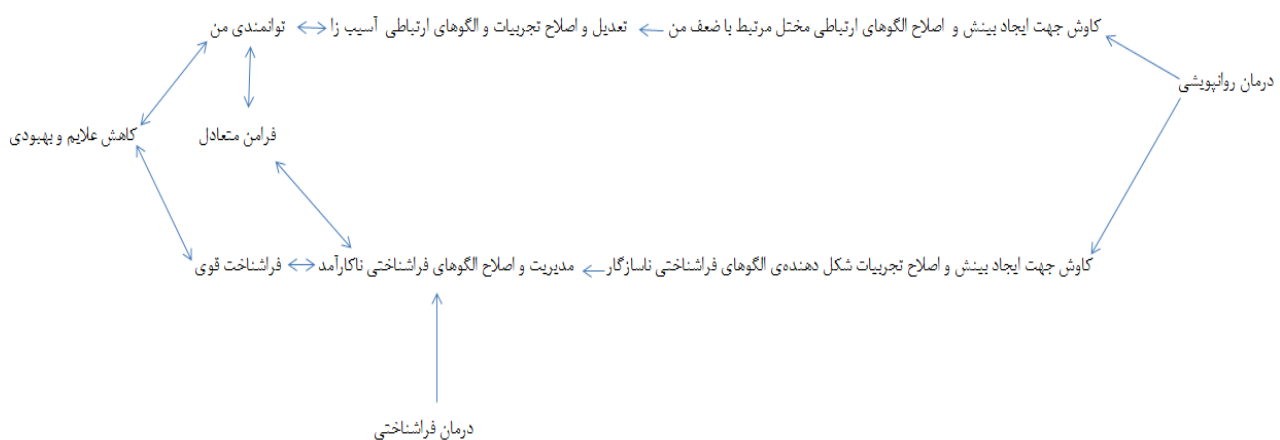 کاوش جهت ایجاد بینش و اصلاح الگوهای ارتباطی مختل مرتبط با ضعف من
تعدیل و اصلاح تجربیات و الگوهای ارتباطی آسیب زا
توانمندی من
درمان روانپویشی
فرامن متعادل
کاهش علایم و بهبودی
کاوش جهت ایجاد بینش و اصلاح تجربیات شکل دهنده‌ی الگوهای فراشناختی ناسازگار
مدیریت و اصلاح الگوهای فراشناختی ناکارآمد
فراشناخت قوی
درمان فراشناختی